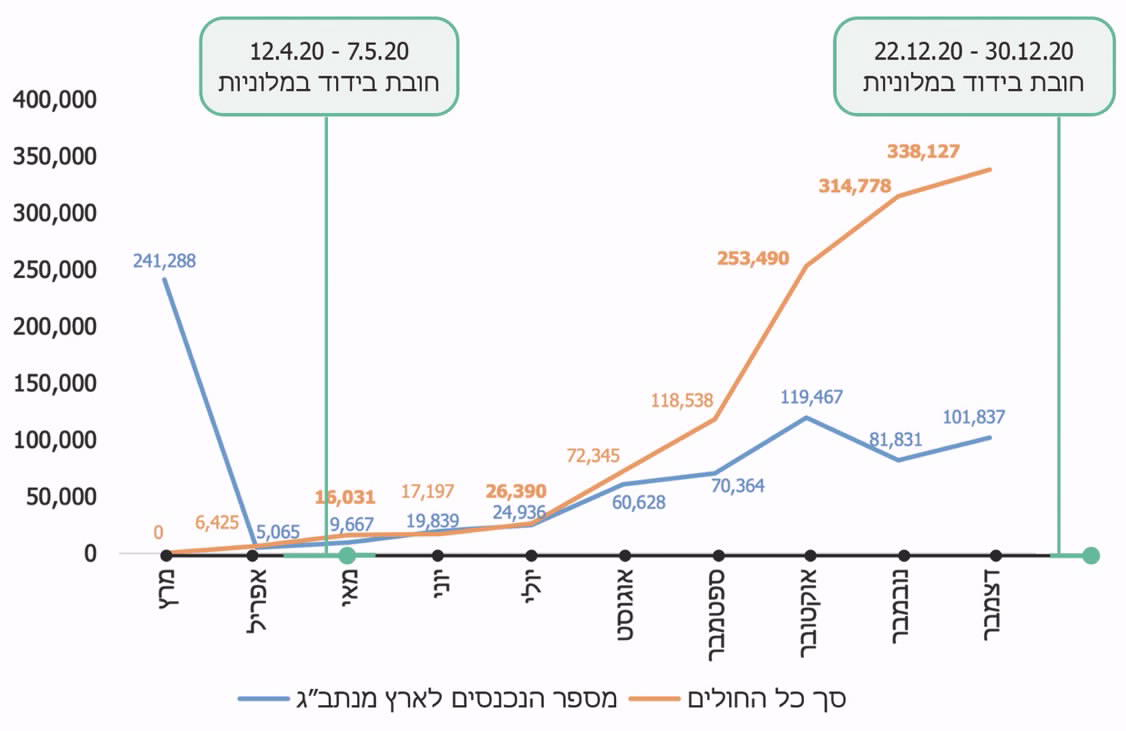 12.4.20 - 7.5.20
חובת בידוד במלוניות
22.12.20 - 30.12.20
חובת בידוד במלוניות
400,000
350,000
300,000
250,000
200,000
150,000
100,000
50,000
0
241,288
5,065
9,667
19,839
24,936
60,628
70,364
119,467
81,831
101,837
0
6,425
16,031
17,197
26,390
72,345
118,538
253,490
314,778
338,127
מרץ
אפריל
מאי
יוני
יולי
אוגוסט
ספטמבר
אוקטובר
נובמבר
דצמבר
סך כל החולים
מספר הנכנסים לארץ מנתב״ג